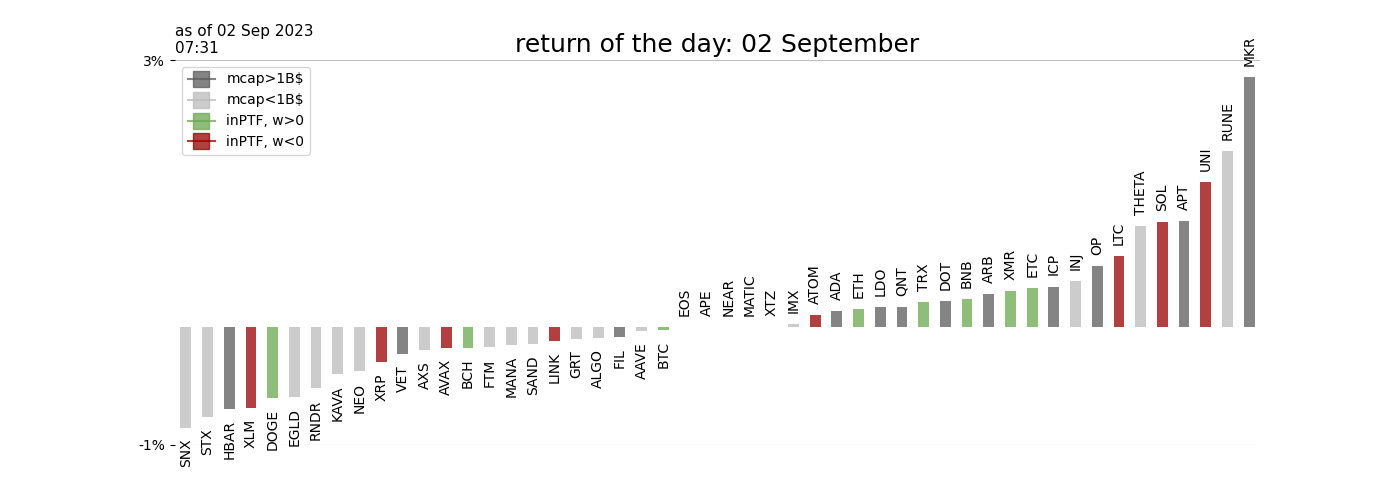 as of 02 Sep 2023
07:31
return of the day: 02 September
3%
mcap>1B$
mcap<1B$
inPTF, w>0
inPTF, w<0
-1%
SNX
STX
HBAR
XLM
DOGE
EGLD
RNDR
KAVA
NEO
XRP
VET
AXS
AVAX
BCH
FTM
MANA
SAND
LINK
GRT
ALGO
FIL
AAVE
BTC
EOS
APE
NEAR
MATIC
XTZ
IMX
ATOM
ADA
ETH
LDO
QNT
TRX
DOT
BNB
ARB
XMR
ETC
ICP
INJ
OP
LTC
THETA
SOL
APT
UNI
RUNE
MKR